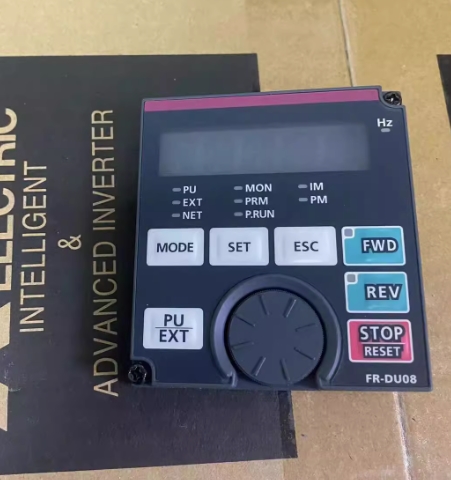 ELECTRIC
INTELLIGENT
&
ADVANCED INVERTER
Hz
PU MON IM
EXT PRM PM
NET P.RUN
MODE SET ESC FWD
REV
PU
EXT
STOP
RESET
FR-DU08